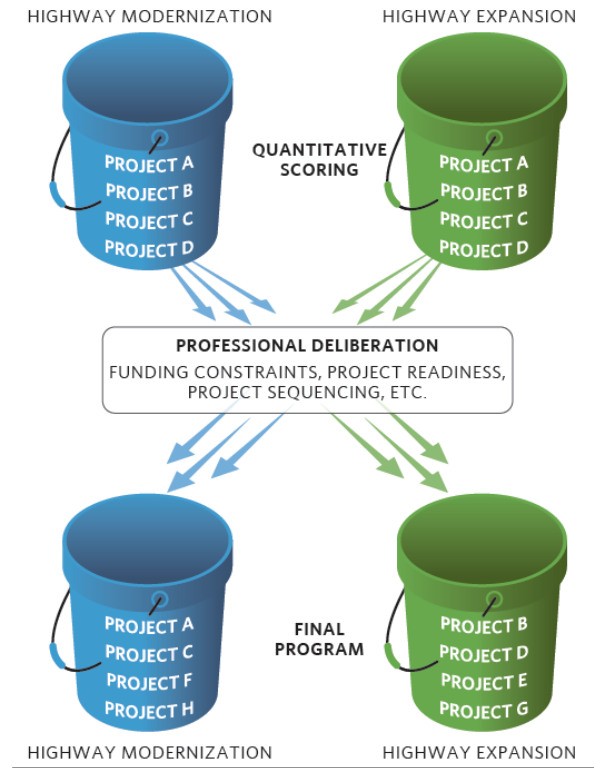 HIGHWAY MODERNIZATION
HIGHWAY EXPANSION
PROJECT A
PROJECT B
PROJECT C
PROJECT D
QUANTITATIVE
SCORING
PROJECT A
PROJECT B
PROJECT C
PROJECT D
PROFESSIONAL DELIBERATION
FUNDING CONSTRAINTS, PROJECT READINESS,
PROJECT SEQUENCING, ETC.
PROJECT A
PROJECT C
PROJECT F
PROJECT H
FINAL
PROGRAM
PROJECT B
PROJECT D
PROJECT E
PROJECT G
HIGHWAY MODERNIZATION
HIGHWAY EXPANSION